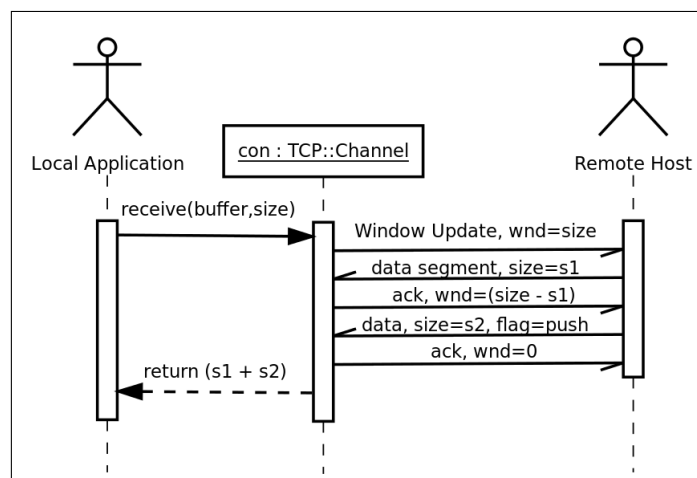 Local Application
con : TCP::Channel
Remote Host
receive(buffer,size)
Window Update, wnd=size
data segment, size=s1
ack, wnd=(size - s1)
data, size=s2, flag=push
ack, wnd=0
return (s1 + s2)